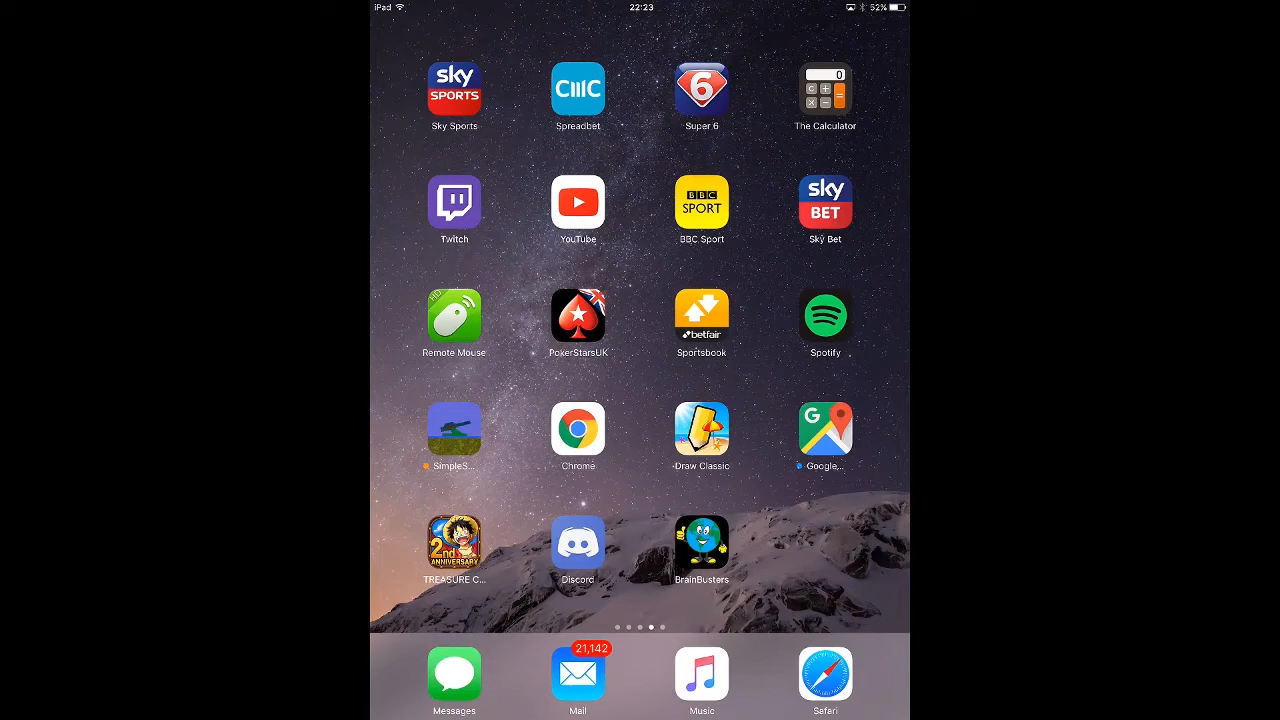 iPad 22:23 52%
sky SPORTS
CMC
6
0
C + = × −
Sky Sports Spreadbet Super 6 The Calculator
BBC SPORT
sky BET
Twitch YouTube BBC Sport Sky Bet
HD
betfair
Remote Mouse PokerStarsUK Sportsbook Spotify
G
SimpleS... Chrome Draw Classic Google...
2nd ANNIVERSARY
TREASURE C... Discord BrainBusters
21,142
Messages Mail Music Safari